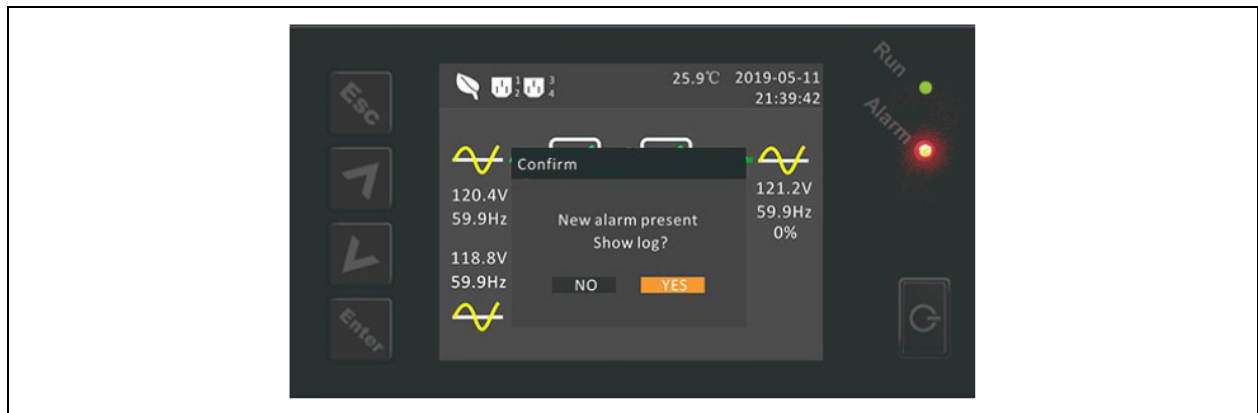 Esc
Enter
1
2
3
4
25.9℃
2019-05-11
21:39:42
120.4V
59.9Hz
118.8V
59.9Hz
Confirm
New alarm present
Show log?
NO
YES
121.2V
59.9Hz
0%
Run
Alarm